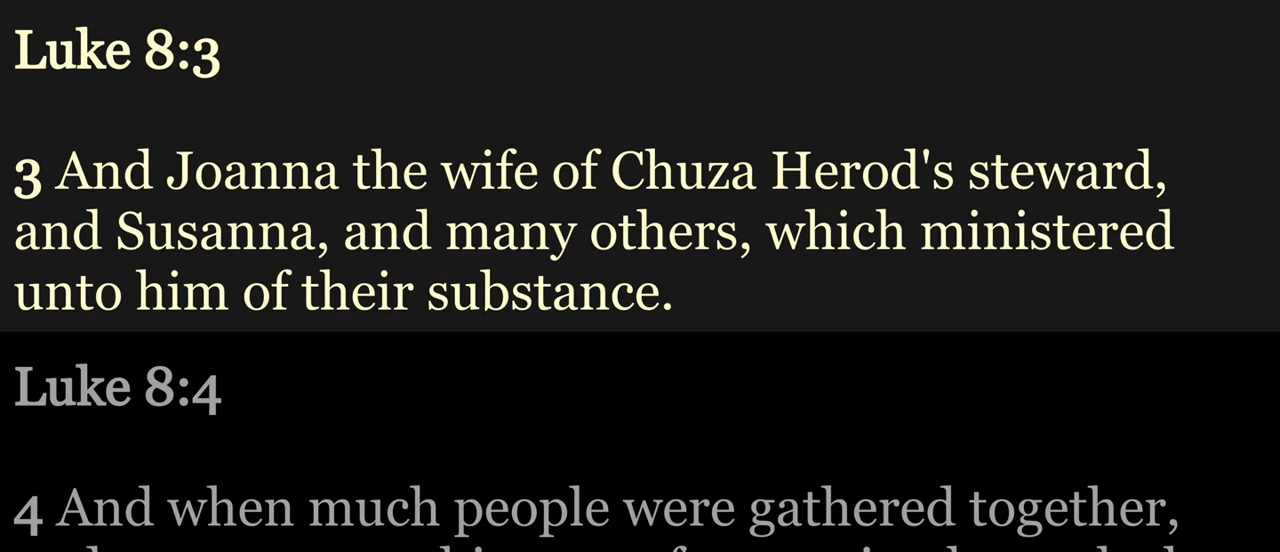 Luke 8:3
3 And Joanna the wife of Chuza Herod's steward,
and Susanna, and many others, which ministered
unto him of their substance.
Luke 8:4
4 And when much people were gathered together,